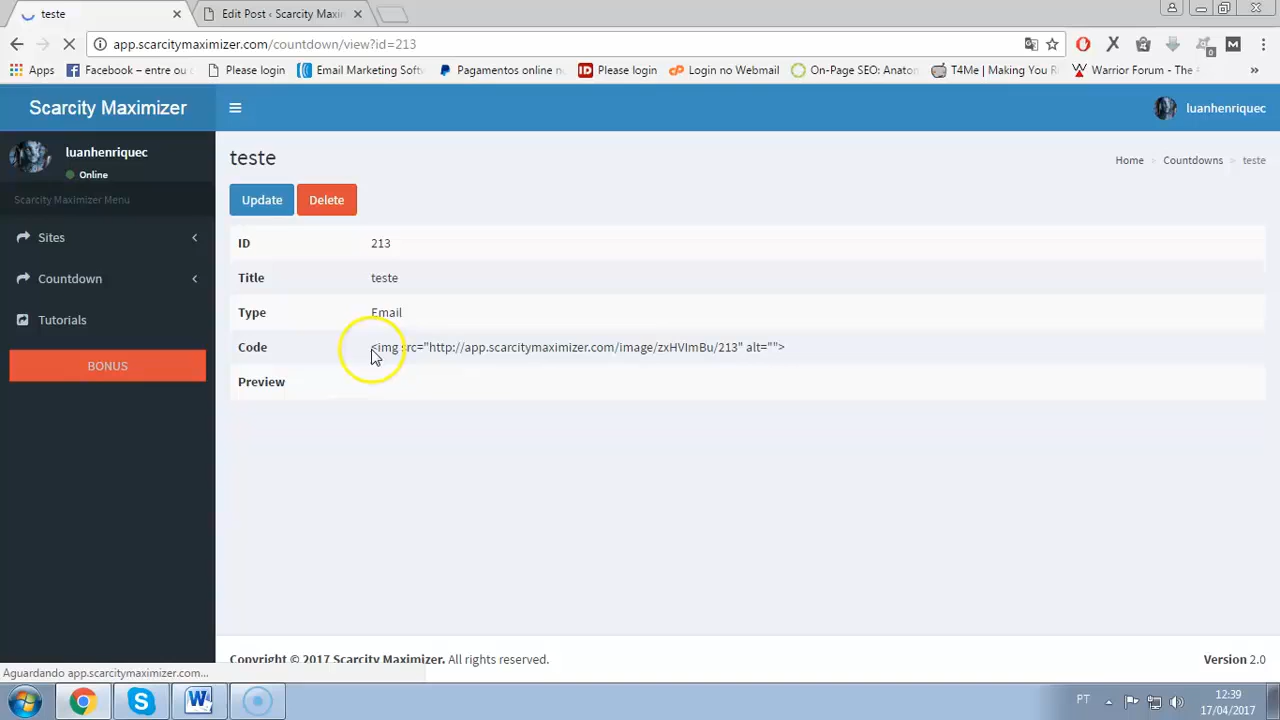 teste
Edit Post ‹ Scarcity Maxim
app.scarcitymaximizer.com/countdown/view?id=213
Apps
Facebook – entre ou c
Please login
Email Marketing Soft
Pagamentos online n
Please login
Login no Webmail
On-Page SEO: Anaton
T4Me | Making You R
Warrior Forum - The #
Scarcity Maximizer
luanhenriquec
luanhenriquec
Online
teste
Home > Countdowns > teste
Scarcity Maximizer Menu
Update
Delete
Sites
Countdown
Tutorials
BONUS
ID 213
Title teste
Type Email
Code <img src="http://app.scarcitymaximizer.com/image/zxHVImBu/213" alt="">
Preview
Copyright © 2017 Scarcity Maximizer. All rights reserved.
Version 2.0
Aguardando app.scarcitymaximizer.com...
PT
12:39
17/04/2017